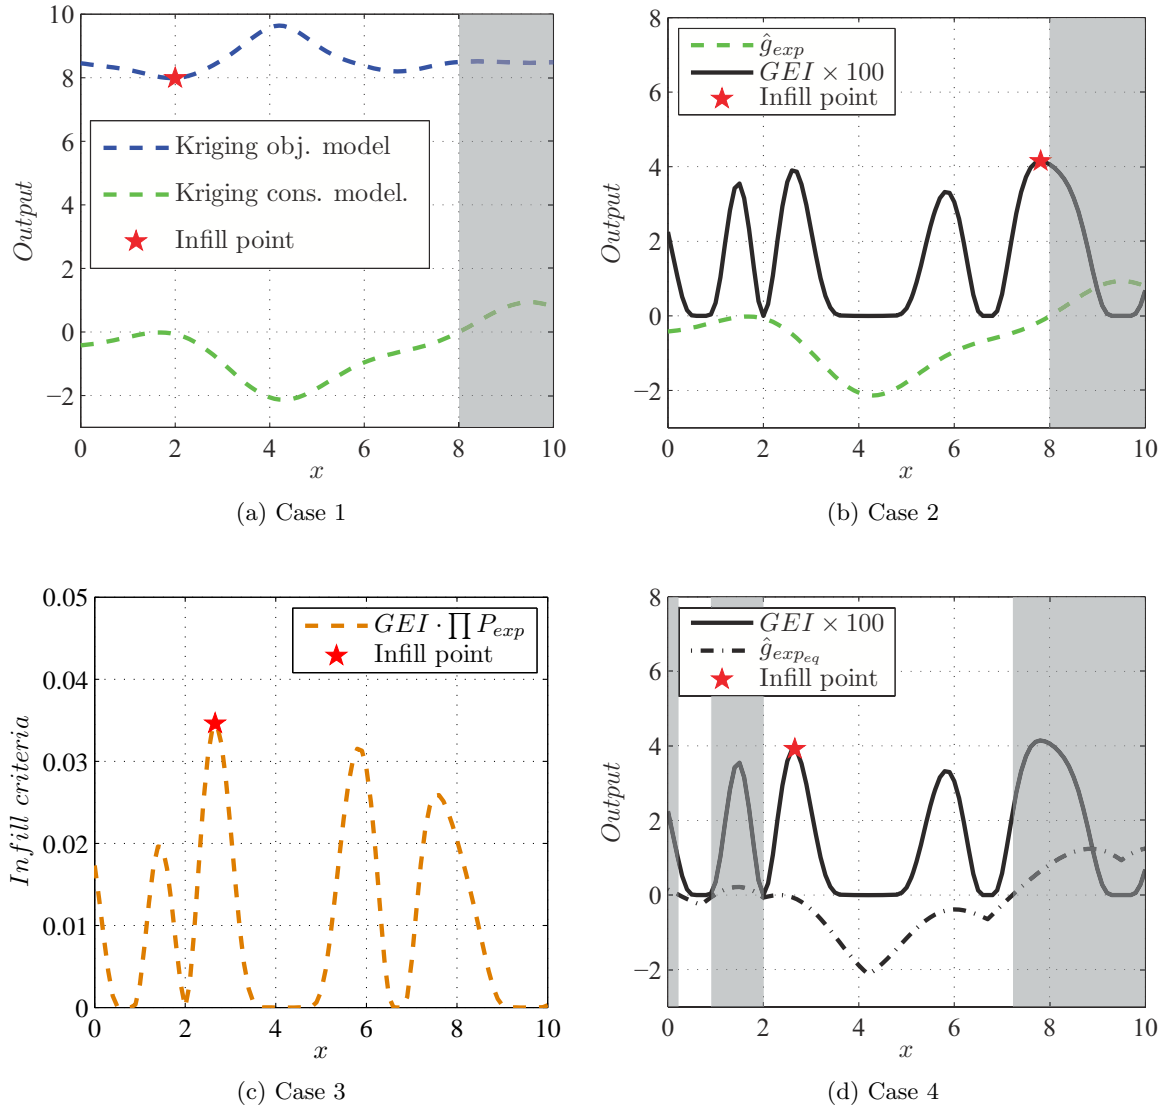 10
8
6
4
2
0
−2
Output
Kriging obj. model
Kriging cons. model.
Infill point
0 2 4 6 8 10
x
(a) Case 1
8
6
4
2
0
−2
Output
ĝ_exp
GEI × 100
Infill point
0 2 4 6 8 10
x
(b) Case 2
0.05
0.04
0.03
0.02
0.01
0
Infill criteria
GEI · ∏ P_exp
Infill point
0 2 4 6 8 10
x
(c) Case 3
8
6
4
2
0
−2
Output
GEI × 100
ĝ_exp_eq
Infill point
0 2 4 6 8 10
x
(d) Case 4